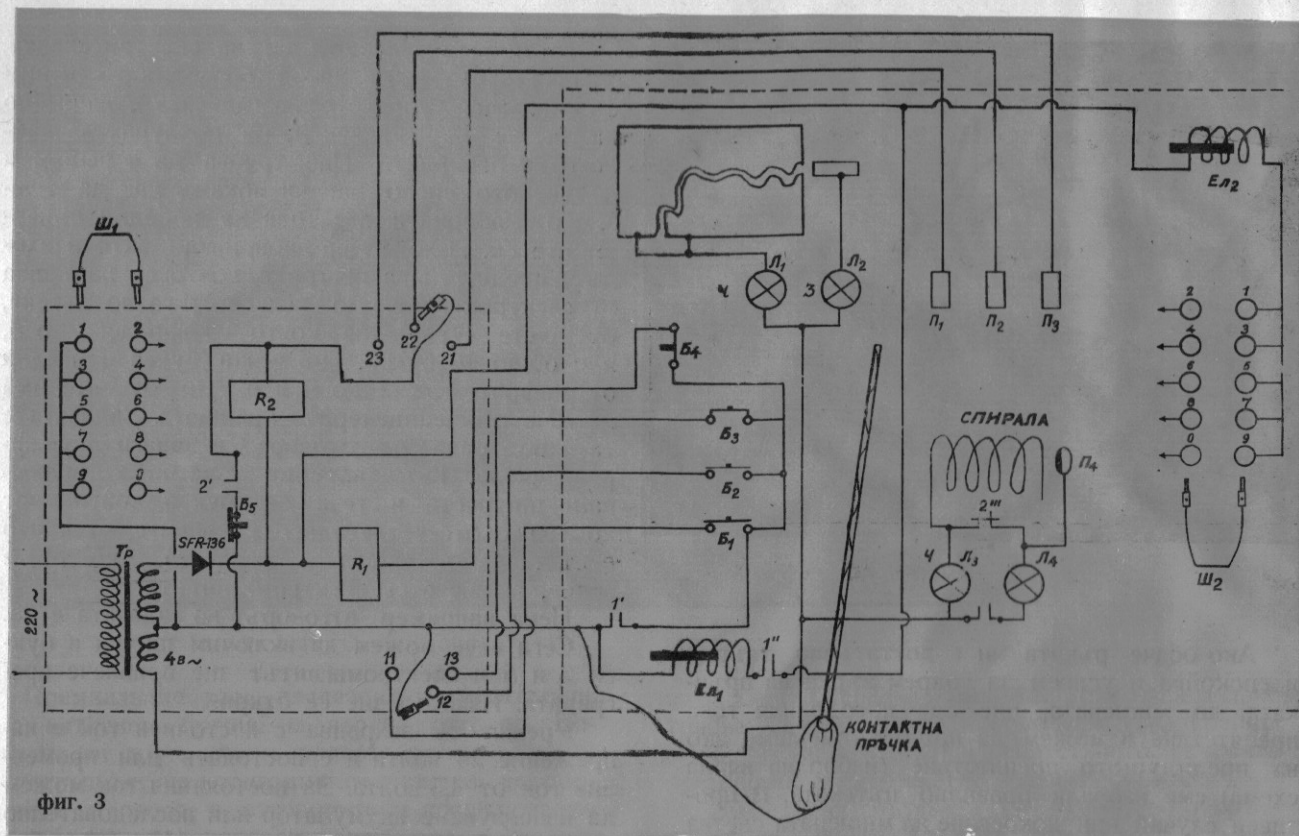 Ел₂
Ш₁
Л₁
Л₂
Ч
З
П₁
П₂
П₃
2
1
4
3
6
5
8
7
0
9
23
22
21
1
2
3
4
5
6
7
8
9
0
R₂
Б₄
Б₃
Б₂
Б₁
2'
Б₅
СПИРАЛА
П₄
2'''
Ч
Л₃
Л₄
Ш₂
SFR-136
Тр
R₁
220 ~
4в ~
1'
11
13
12
Ел₁
1''
КОНТАКТНА
ПРЪЧКА
фиг. 3